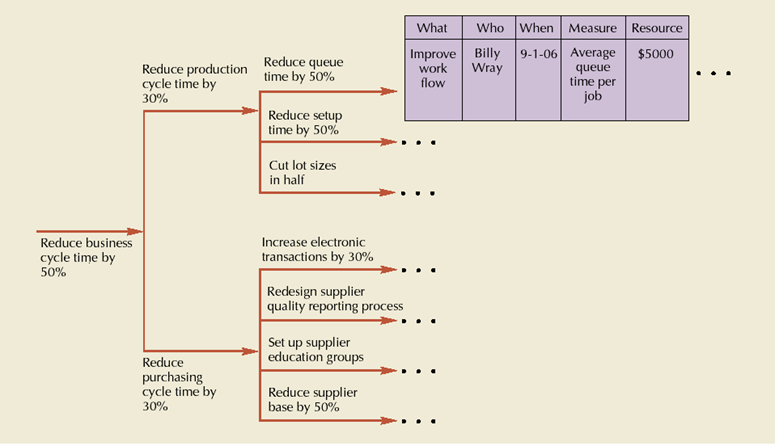 What Who When Measure Resource
Improve work flow
Billy Wray
9-1-06
Average queue time per job
$5000
Reduce queue
time by 50%
Reduce production
cycle time by
30%
Reduce setup
time by 50%
Cut lot sizes
in half
Reduce business
cycle time by
50%
Increase electronic
transactions by 30%
Redesign supplier
quality reporting process
Set up supplier
education groups
Reduce
purchasing
cycle time by
30%
Reduce supplier
base by 50%